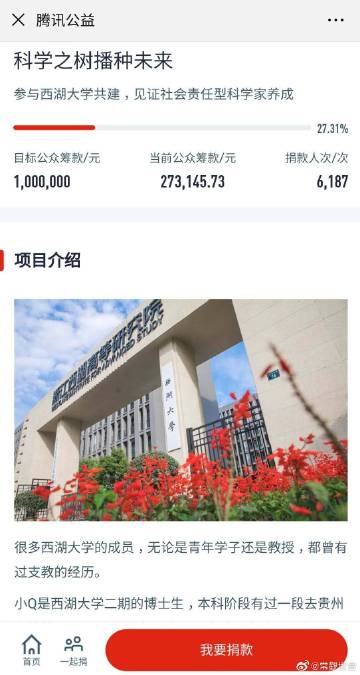 腾讯公益
科学之树播种未来
参与西湖大学共建，见证社会责任型科学家养成
27.31%
目标公众筹款/元 当前公众筹款/元 捐款人次/次
1,000,000 273,145.73 6,187
项目介绍
浙江西湖高等研究院
INSTITUTE FOR ADVANCED STUDY
西湖大学
很多西湖大学的成员，无论是青年学子还是教授，都曾有
过支教的经历。
小Q是西湖大学二期的博士生，本科阶段有过一段去贵州
首页 一起捐 我要捐款